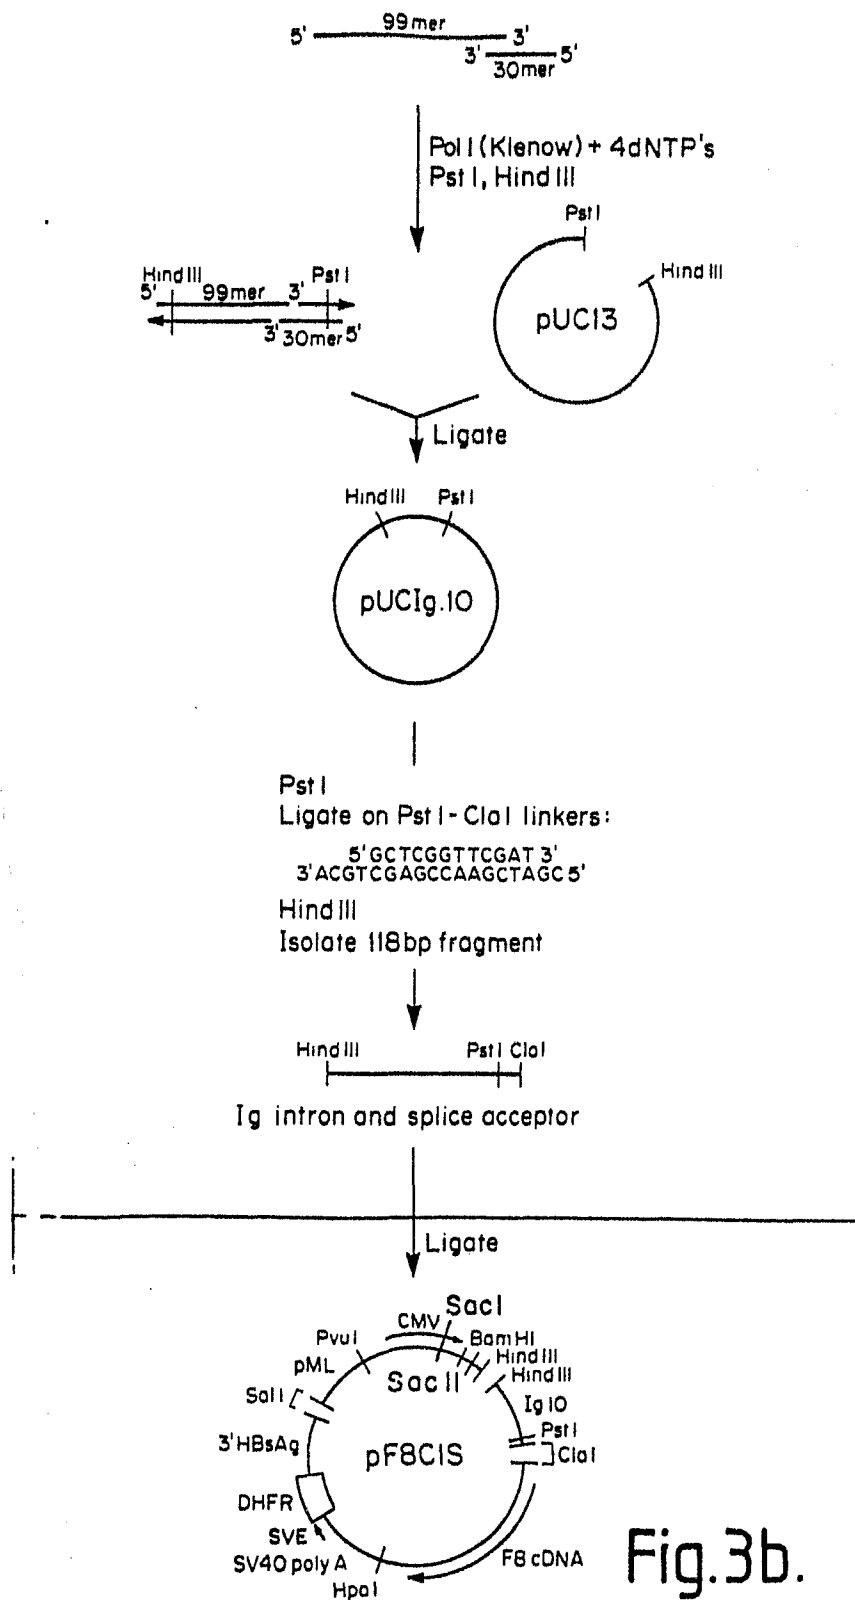 99mer
5' 3'
3' 5'
30mer
Pol I (Klenow) + 4dNTP's
Pst I, Hind III
Pst I
Hind III
pUC13
Hind III Pst I
5' 99mer 3'
3' 30mer 5'
Ligate
Hind III Pst I
pUCIg.10
Pst I
Ligate on Pst I - Cla I linkers:
5'GCTCGGTTCGAT 3'
3'ACGTCGAGCCAAGCTAGC5'
Hind III
Isolate 118bp fragment
Hind III Pst I Cla I
Ig intron and splice acceptor
Ligate
Sac I
CMV
Pvu I
Bam HI
Hind III
Hind III
pML
Sac II
Sal I
Ig 10
Pst I
3'HBsAg
pF8CIS
Cla I
DHFR
SVE
SV40 poly A
F8 cDNA
Hpa I
Fig.3b.